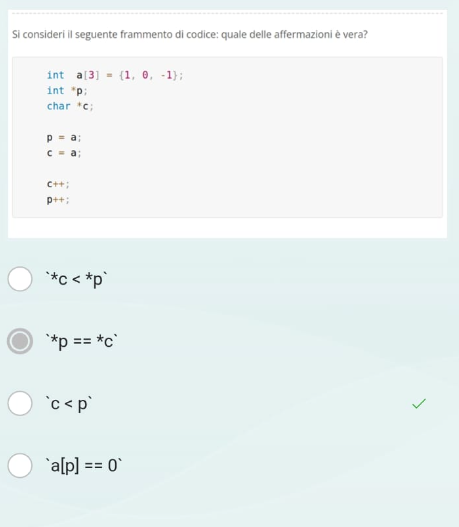 Si consideri il seguente frammento di codice: quale delle affermazioni è vera?
int a[3] = {1, 0, -1};
int *p;
char *c;
p = a;
c = a;
c++;
p++;
`*c < *p`
`*p == *c`
`c < p`
`a[p] == 0`